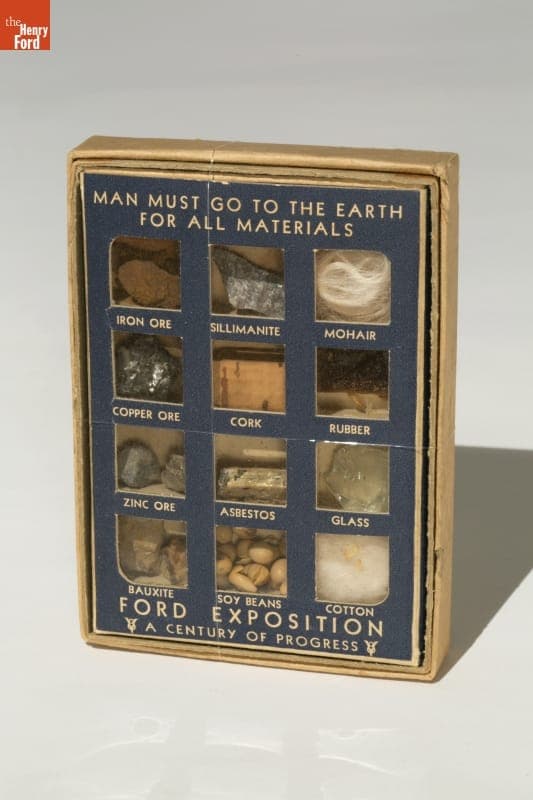 the
Henry
Ford
MAN MUST GO TO THE EARTH
FOR ALL MATERIALS
IRON ORE
SILLIMANITE
MOHAIR
COPPER ORE
CORK
RUBBER
ZINC ORE
ASBESTOS
GLASS
BAUXITE
SOY BEANS
COTTON
FORD EXPOSITION
A CENTURY OF PROGRESS